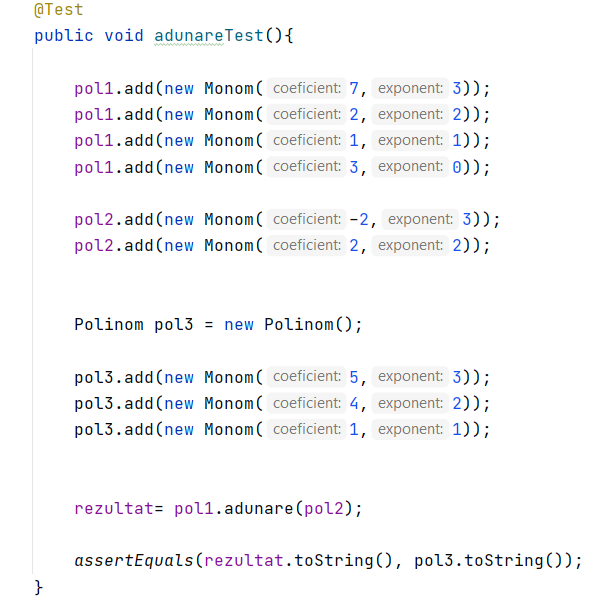 @Test
public void adunareTest(){
pol1.add(new Monom( coeficient: 7, exponent: 3));
pol1.add(new Monom( coeficient: 2, exponent: 2));
pol1.add(new Monom( coeficient: 1, exponent: 1));
pol1.add(new Monom( coeficient: 3, exponent: 0));
pol2.add(new Monom( coeficient: -2, exponent: 3));
pol2.add(new Monom( coeficient: 2, exponent: 2));
Polinom pol3 = new Polinom();
pol3.add(new Monom( coeficient: 5, exponent: 3));
pol3.add(new Monom( coeficient: 4, exponent: 2));
pol3.add(new Monom( coeficient: 1, exponent: 1));
rezultat= pol1.adunare(pol2);
assertEquals(rezultat.toString(), pol3.toString());
}